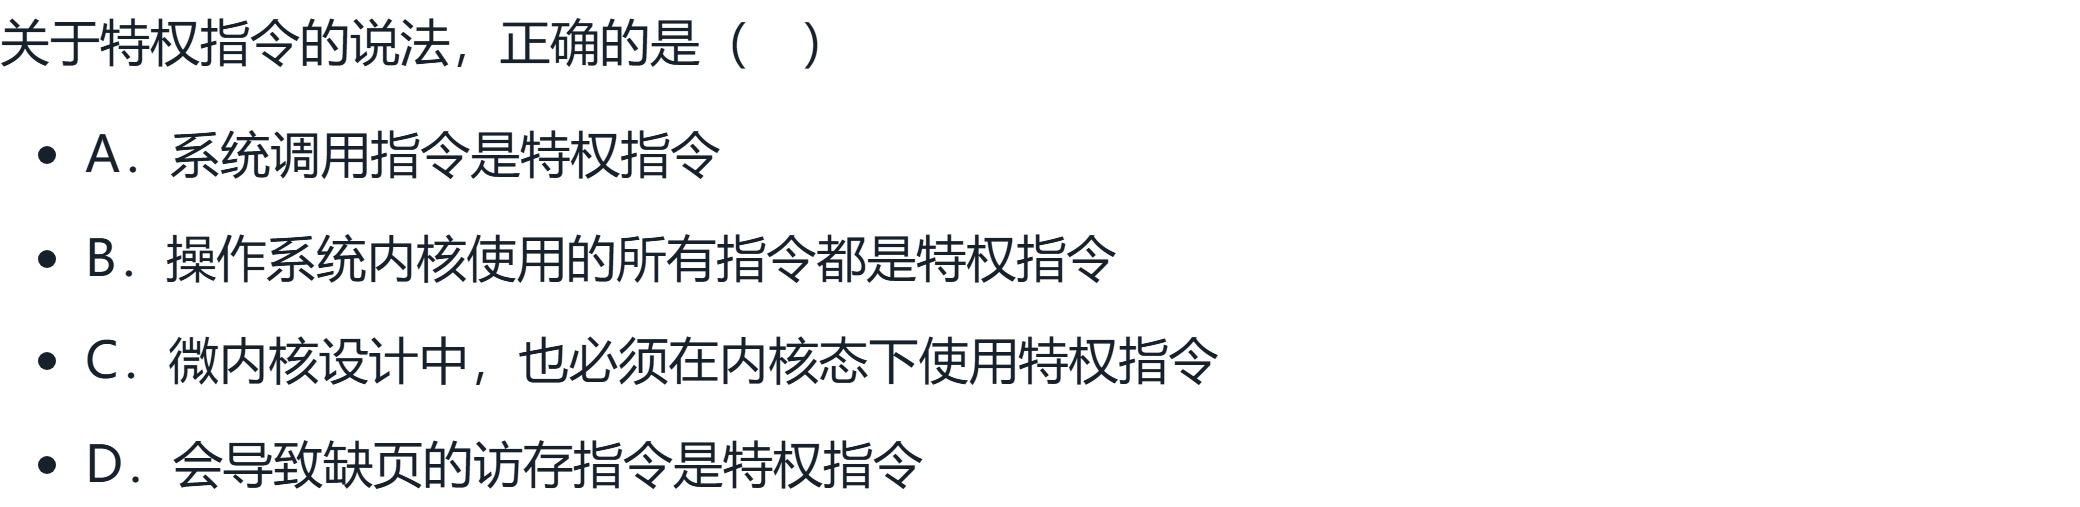 关于特权指令的说法，正确的是（　）
A．系统调用指令是特权指令
B．操作系统内核使用的所有指令都是特权指令
C．微内核设计中，也必须在内核态下使用特权指令
D．会导致缺页的访存指令是特权指令